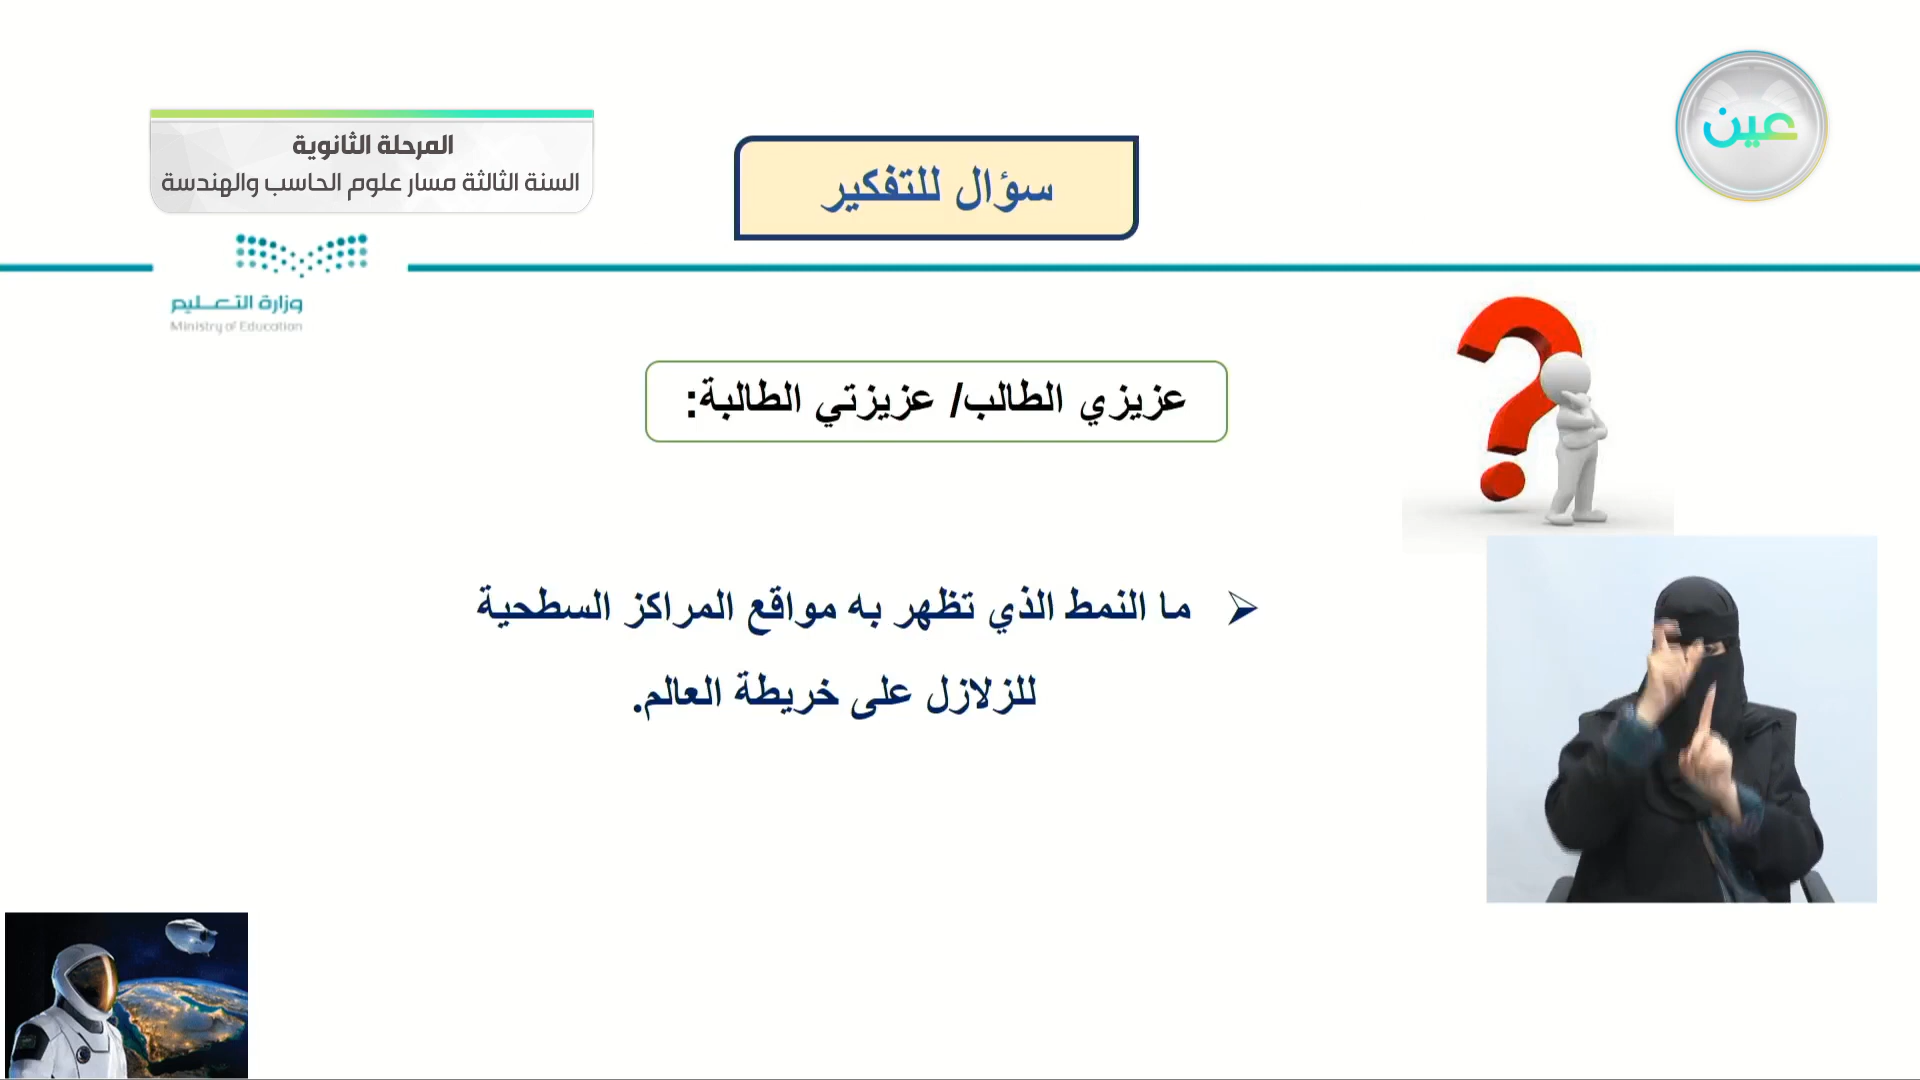 عين
المرحلة الثانوية
السنة الثالثة مسار علوم الحاسب والهندسة
سؤال للتفكير
وزارة التعليم
Ministry of Education
عزيزي الطالب/ عزيزتي الطالبة:
ما النمط الذي تظهر به مواقع المراكز السطحية
للزلازل على خريطة العالم.